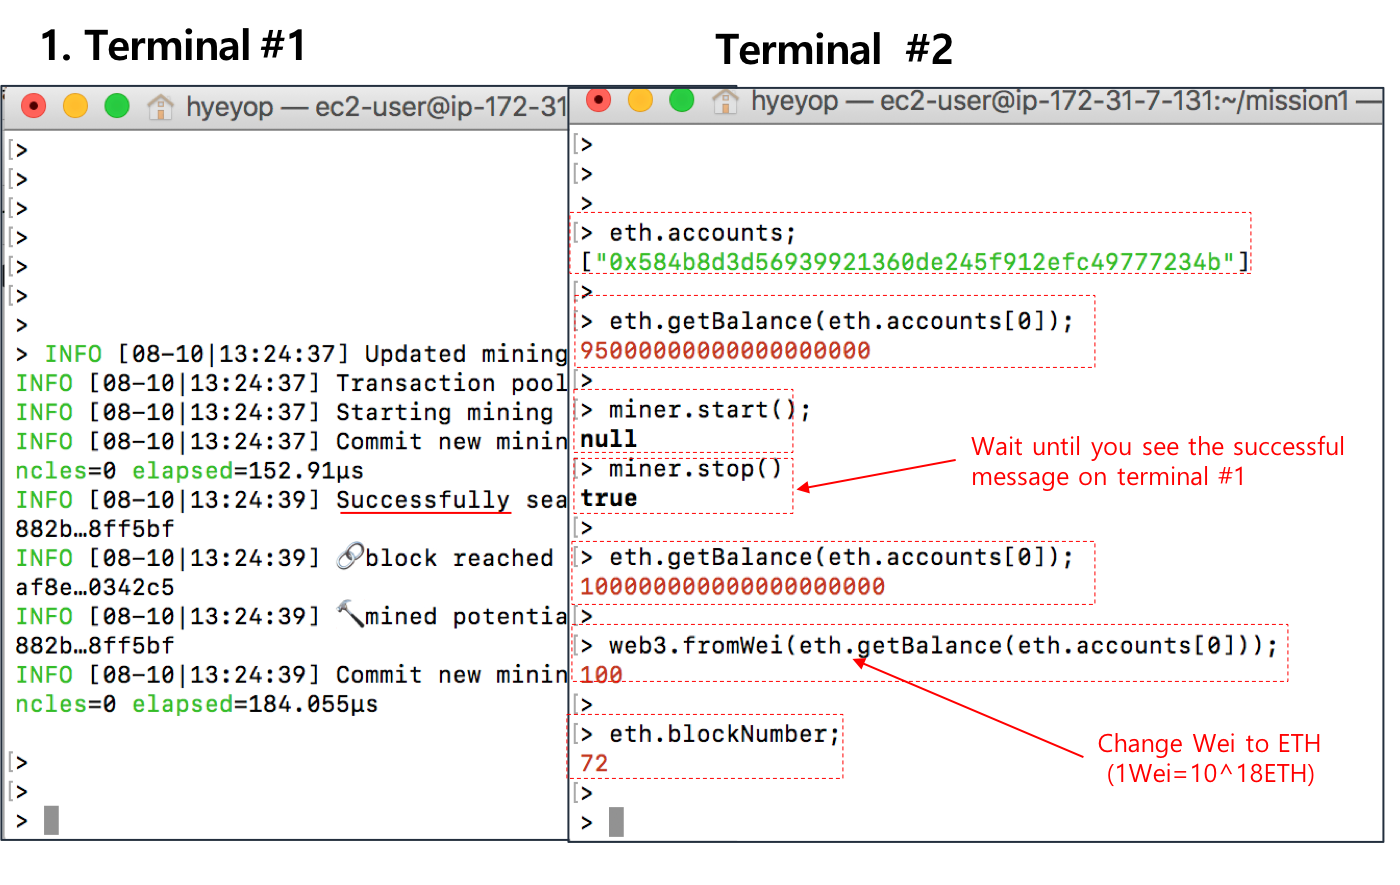 1. Terminal #1
hyeyop — ec2-user@ip-172-31
[>
[>
[>
[>
[>
[>
>
> INFO [08-10|13:24:37] Updated mining
INFO [08-10|13:24:37] Transaction pool
INFO [08-10|13:24:37] Starting mining
INFO [08-10|13:24:37] Commit new minin
ncles=0 elapsed=152.91µs
INFO [08-10|13:24:39] Successfully sea
882b…8ff5bf
INFO [08-10|13:24:39] 🔗block reached
af8e…0342c5
INFO [08-10|13:24:39] 🔨mined potentia
882b…8ff5bf
INFO [08-10|13:24:39] Commit new minin
ncles=0 elapsed=184.055µs
[>
[>
>
Terminal #2
hyeyop — ec2-user@ip-172-31-7-131:~/mission1 —
[>
[>
>
[> eth.accounts;
["0x584b8d3d56939921360de245f912efc49777234b"]
[>
[> eth.getBalance(eth.accounts[0]);
95000000000000000000
[>
[> miner.start();
null
[> miner.stop()
true
[>
[> eth.getBalance(eth.accounts[0]);
100000000000000000000
[>
[> web3.fromWei(eth.getBalance(eth.accounts[0]));
100
[>
[> eth.blockNumber;
72
[>
>
Wait until you see the successful
message on terminal #1
Change Wei to ETH
(1Wei=10^18ETH)